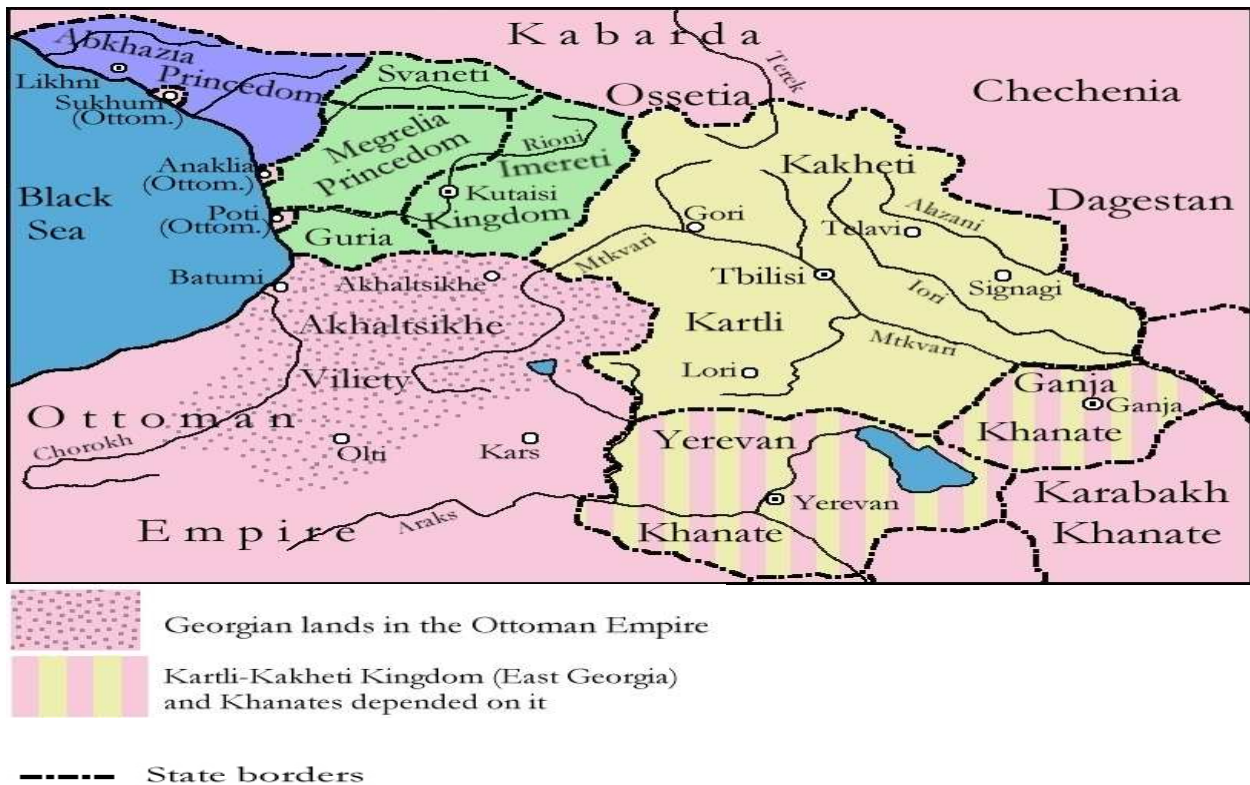 Kabarda
Abkhazia
Princedom
Likhni
Sukhum
(Ottom.)
Svaneti
Terek
Ossetia
Chechenia
Megrelia
Princedom
Rioni
Imereti
Kingdom
Kutaisi
Anaklia
(Ottom.)
Poti
(Ottom.)
Black
Sea
Guria
Kakheti
Dagestan
Gori
Telavi
Alazani
Mtkvari
Batumi
Akhaltsikhe
Tbilisi
Iori
Signagi
Akhaltsikhe
Viliety
Kartli
Mtkvari
Lori
Ganja
Khanate
Ganja
Ottoman
Empire
Chorokh
Olti
Kars
Yerevan
Khanate
Yerevan
Araks
Karabakh
Khanate
Georgian lands in the Ottoman Empire
Kartli-Kakheti Kingdom (East Georgia)
and Khanates depended on it
State borders